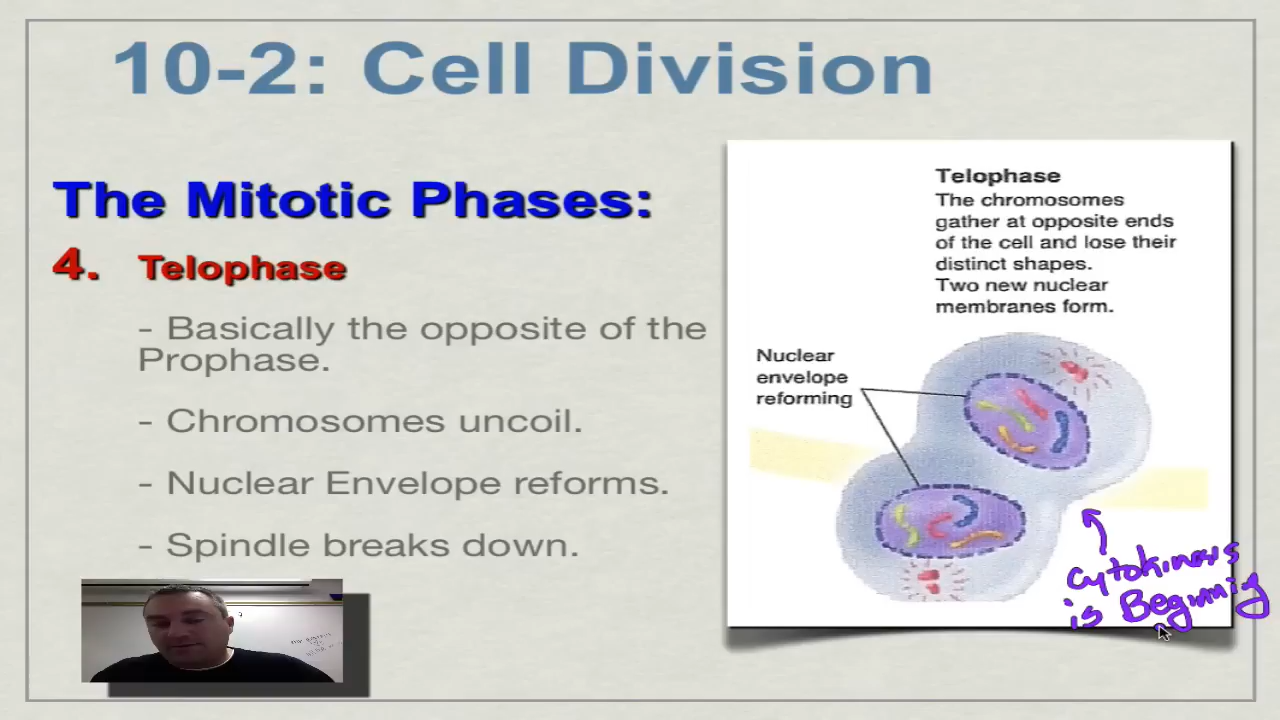 10-2: Cell Division
The Mitotic Phases:
4. Telophase
- Basically the opposite of the
Prophase.
- Chromosomes uncoil.
- Nuclear Envelope reforms.
- Spindle breaks down.
Telophase
The chromosomes
gather at opposite ends
of the cell and lose their
distinct shapes.
Two new nuclear
membranes form.
Nuclear
envelope
reforming
Cytokinesis
is Beginnig